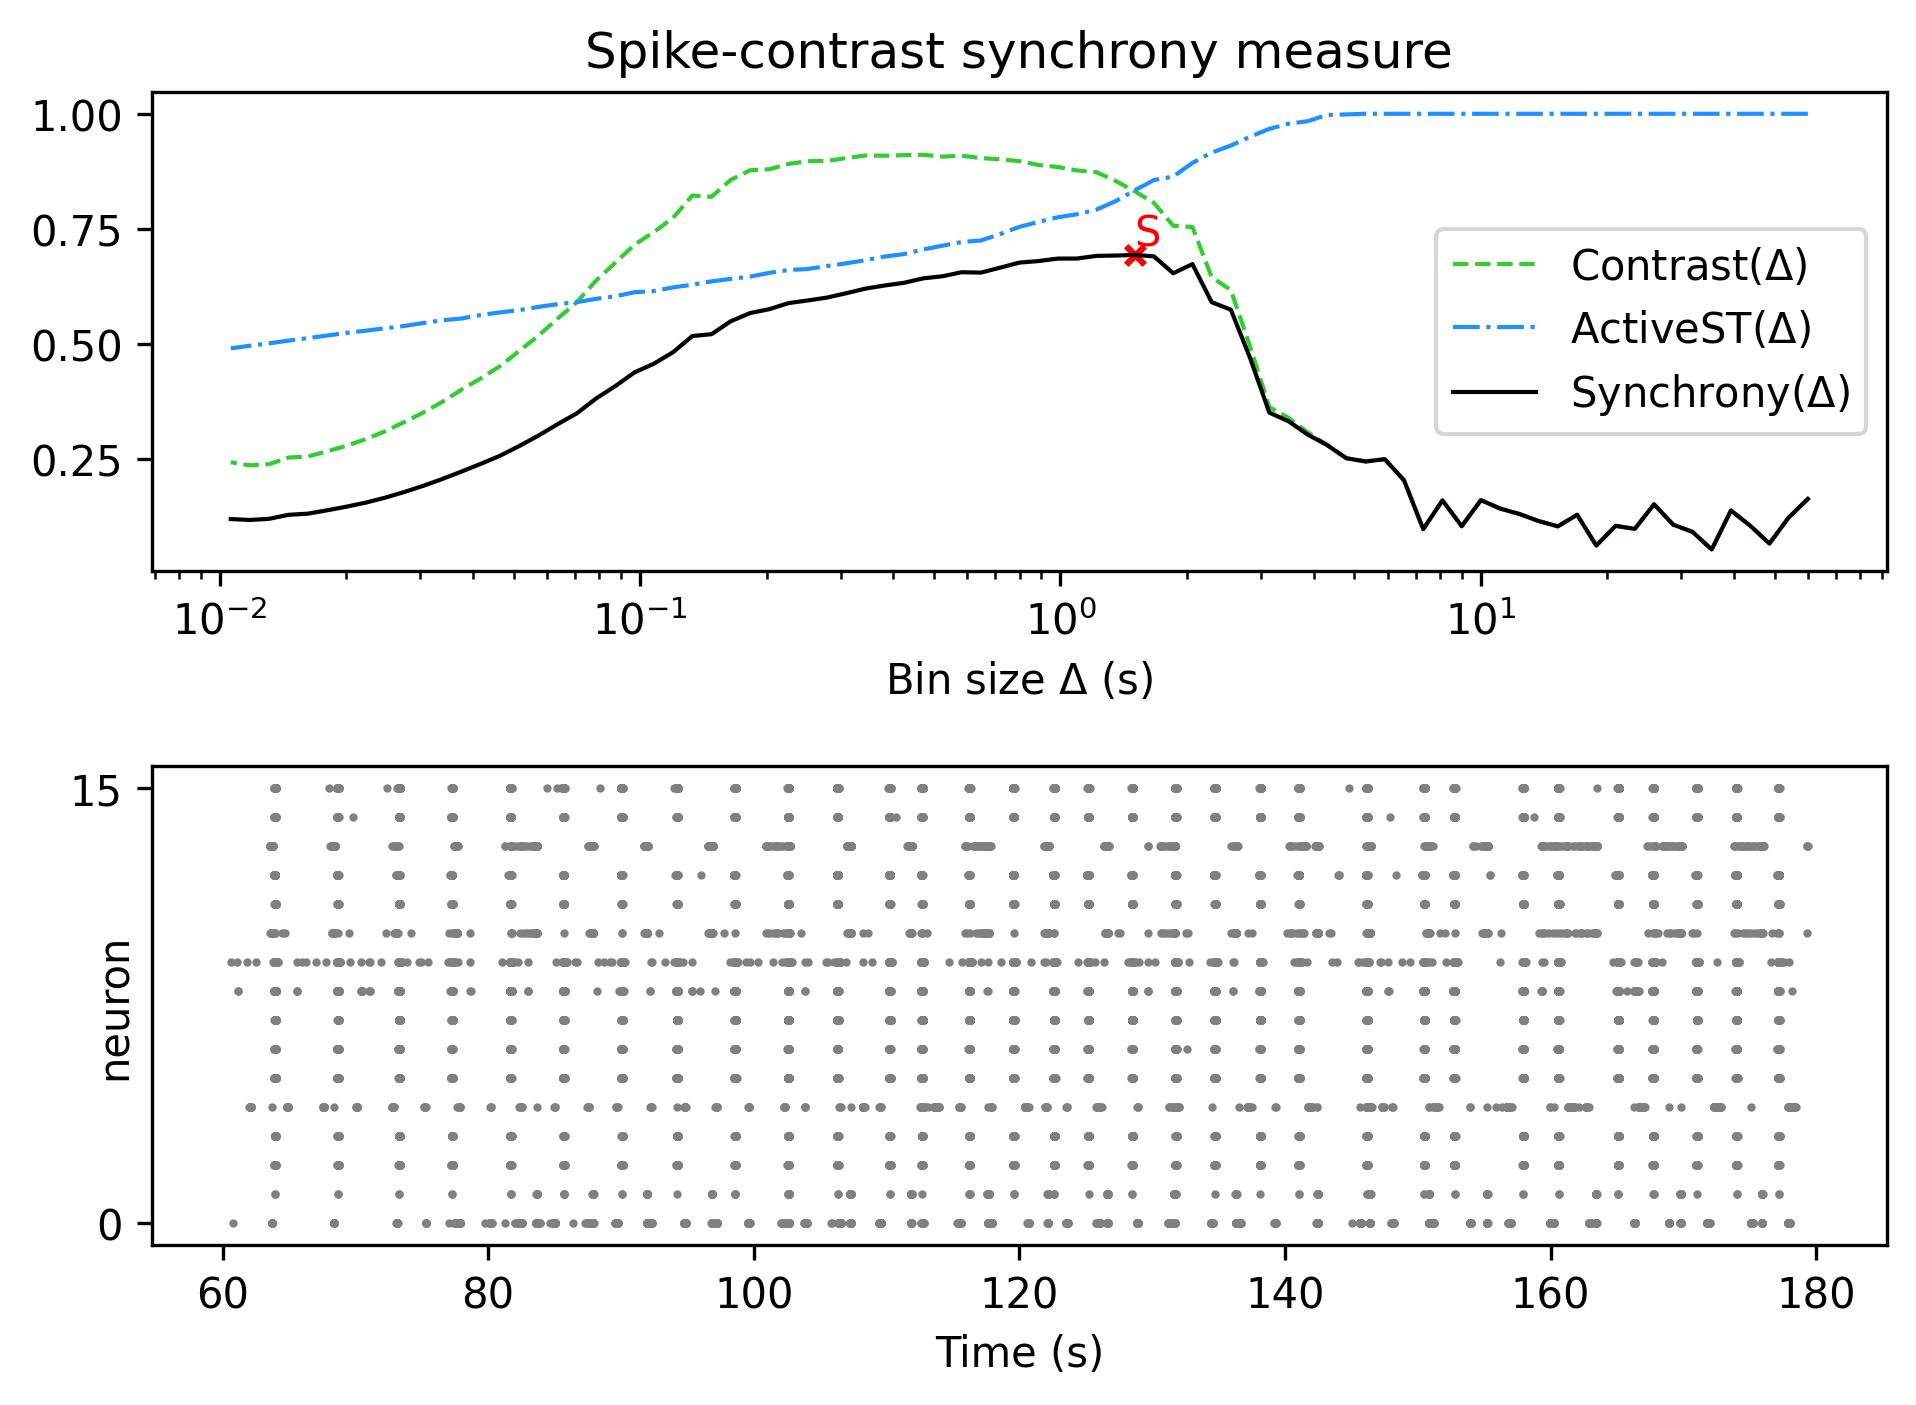 Spike-contrast synchrony measure
1.00
0.75
0.50
0.25
S
Contrast(Δ)
ActiveST(Δ)
Synchrony(Δ)
10⁻² 10⁻¹ 10⁰ 10¹
Bin size Δ (s)
15
0
neuron
60 80 100 120 140 160 180
Time (s)